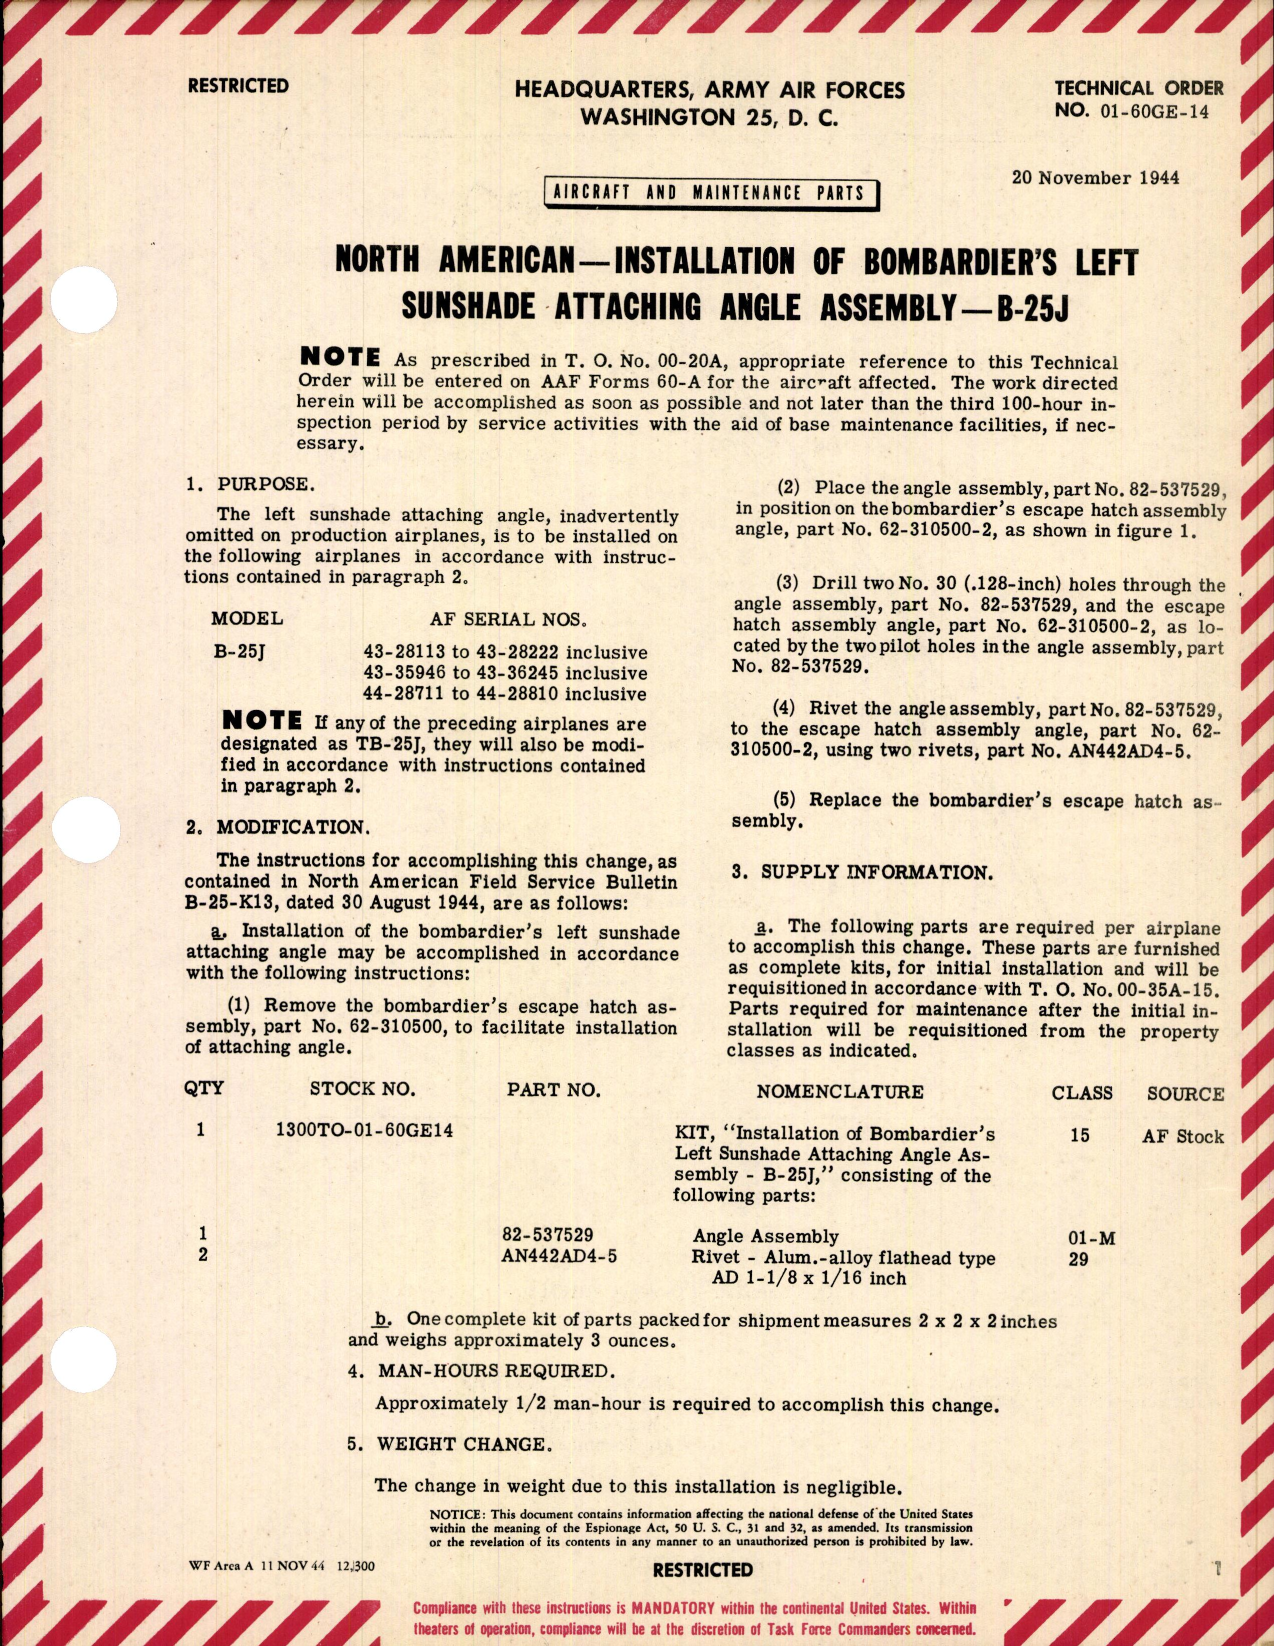 RESTRICTED
HEADQUARTERS, ARMY AIR FORCES
WASHINGTON 25, D. C.
TECHNICAL ORDER
NO. 01-60GE-14
20 November 1944
AIRCRAFT AND MAINTENANCE PARTS
NORTH AMERICAN—INSTALLATION OF BOMBARDIER'S LEFT
SUNSHADE ATTACHING ANGLE ASSEMBLY—B-25J
NOTE As prescribed in T. O. No. 00-20A, appropriate reference to this Technical
Order will be entered on AAF Forms 60-A for the aircraft affected. The work directed
herein will be accomplished as soon as possible and not later than the third 100-hour in-
spection period by service activities with the aid of base maintenance facilities, if nec-
essary.
1. PURPOSE.
The left sunshade attaching angle, inadvertently
omitted on production airplanes, is to be installed on
the following airplanes in accordance with instruc-
tions contained in paragraph 2.
MODEL AF SERIAL NOS.
B-25J 43-28113 to 43-28222 inclusive
43-35946 to 43-36245 inclusive
44-28711 to 44-28810 inclusive
NOTE If any of the preceding airplanes are
designated as TB-25J, they will also be modi-
fied in accordance with instructions contained
in paragraph 2.
2. MODIFICATION.
The instructions for accomplishing this change, as
contained in North American Field Service Bulletin
B-25-K13, dated 30 August 1944, are as follows:
a. Installation of the bombardier's left sunshade
attaching angle may be accomplished in accordance
with the following instructions:
(1) Remove the bombardier's escape hatch as-
sembly, part No. 62-310500, to facilitate installation
of attaching angle.
(2) Place the angle assembly, part No. 82-537529,
in position on the bombardier's escape hatch assembly
angle, part No. 62-310500-2, as shown in figure 1.
(3) Drill two No. 30 (.128-inch) holes through the
angle assembly, part No. 82-537529, and the escape
hatch assembly angle, part No. 62-310500-2, as lo-
cated by the two pilot holes in the angle assembly, part
No. 82-537529.
(4) Rivet the angle assembly, part No. 82-537529,
to the escape hatch assembly angle, part No. 62-
310500-2, using two rivets, part No. AN442AD4-5.
(5) Replace the bombardier's escape hatch as-
sembly.
3. SUPPLY INFORMATION.
a. The following parts are required per airplane
to accomplish this change. These parts are furnished
as complete kits, for initial installation and will be
requisitioned in accordance with T. O. No. 00-35A-15.
Parts required for maintenance after the initial in-
stallation will be requisitioned from the property
classes as indicated.
QTY STOCK NO. PART NO. NOMENCLATURE CLASS SOURCE
1 1300TO-01-60GE14 KIT, "Installation of Bombardier's 15 AF Stock
Left Sunshade Attaching Angle As-
sembly - B-25J," consisting of the
following parts:
1 82-537529 Angle Assembly 01-M
2 AN442AD4-5 Rivet - Alum.-alloy flathead type 29
AD 1-1/8 x 1/16 inch
b. One complete kit of parts packed for shipment measures 2 x 2 x 2 inches
and weighs approximately 3 ounces.
4. MAN-HOURS REQUIRED.
Approximately 1/2 man-hour is required to accomplish this change.
5. WEIGHT CHANGE.
The change in weight due to this installation is negligible.
NOTICE: This document contains information affecting the national defense of the United States
within the meaning of the Espionage Act, 50 U. S. C., 31 and 32, as amended. Its transmission
or the revelation of its contents in any manner to an unauthorized person is prohibited by law.
WF Area A 11 NOV 44 12,300
RESTRICTED
1
Compliance with these instructions is MANDATORY within the continental United States. Within
theaters of operation, compliance will be at the discretion of Task Force Commanders concerned.